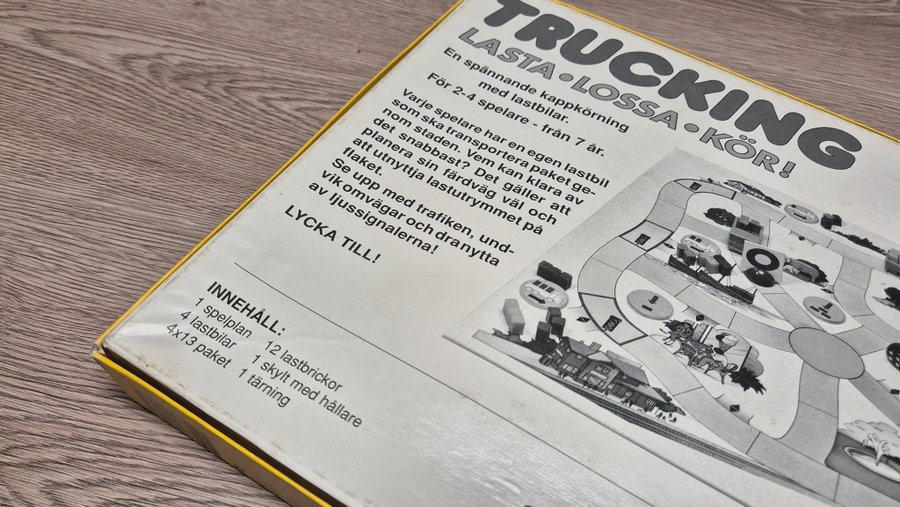 TRUCKING
LASTA • LOSSA • KÖR!
En spännande kappkörning
med lastbilar.
För 2-4 spelare - från 7 år.
Varje spelare har en egen lastbil
som ska transportera paket ge-
nom staden. Vem kan klara av
det snabbast? Det gäller att
planera sin färdväg väl och
att utnyttja lastutrymmet på
flaket.
Se upp med trafiken, und-
vik omvägar och dra nytta
av ljussignalerna!
LYCKA TILL!
INNEHÅLL:
1 spelplan 12 lastbrickor
4 lastbilar 1 skylt med hållare
4x13 paket 1 tärning